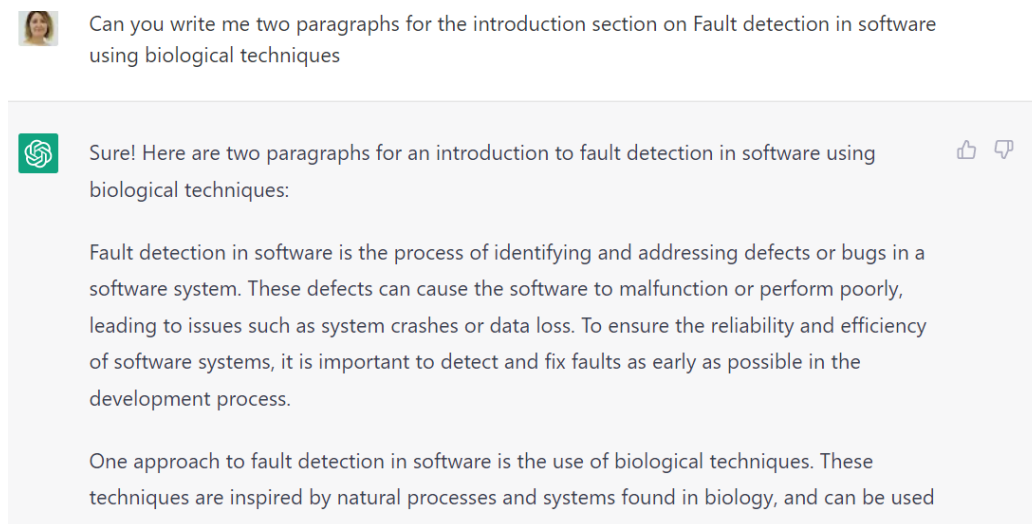 Can you write me two paragraphs for the introduction section on Fault detection in software
using biological techniques
Sure! Here are two paragraphs for an introduction to fault detection in software using
biological techniques:
Fault detection in software is the process of identifying and addressing defects or bugs in a
software system. These defects can cause the software to malfunction or perform poorly,
leading to issues such as system crashes or data loss. To ensure the reliability and efficiency
of software systems, it is important to detect and fix faults as early as possible in the
development process.
One approach to fault detection in software is the use of biological techniques. These
techniques are inspired by natural processes and systems found in biology, and can be used